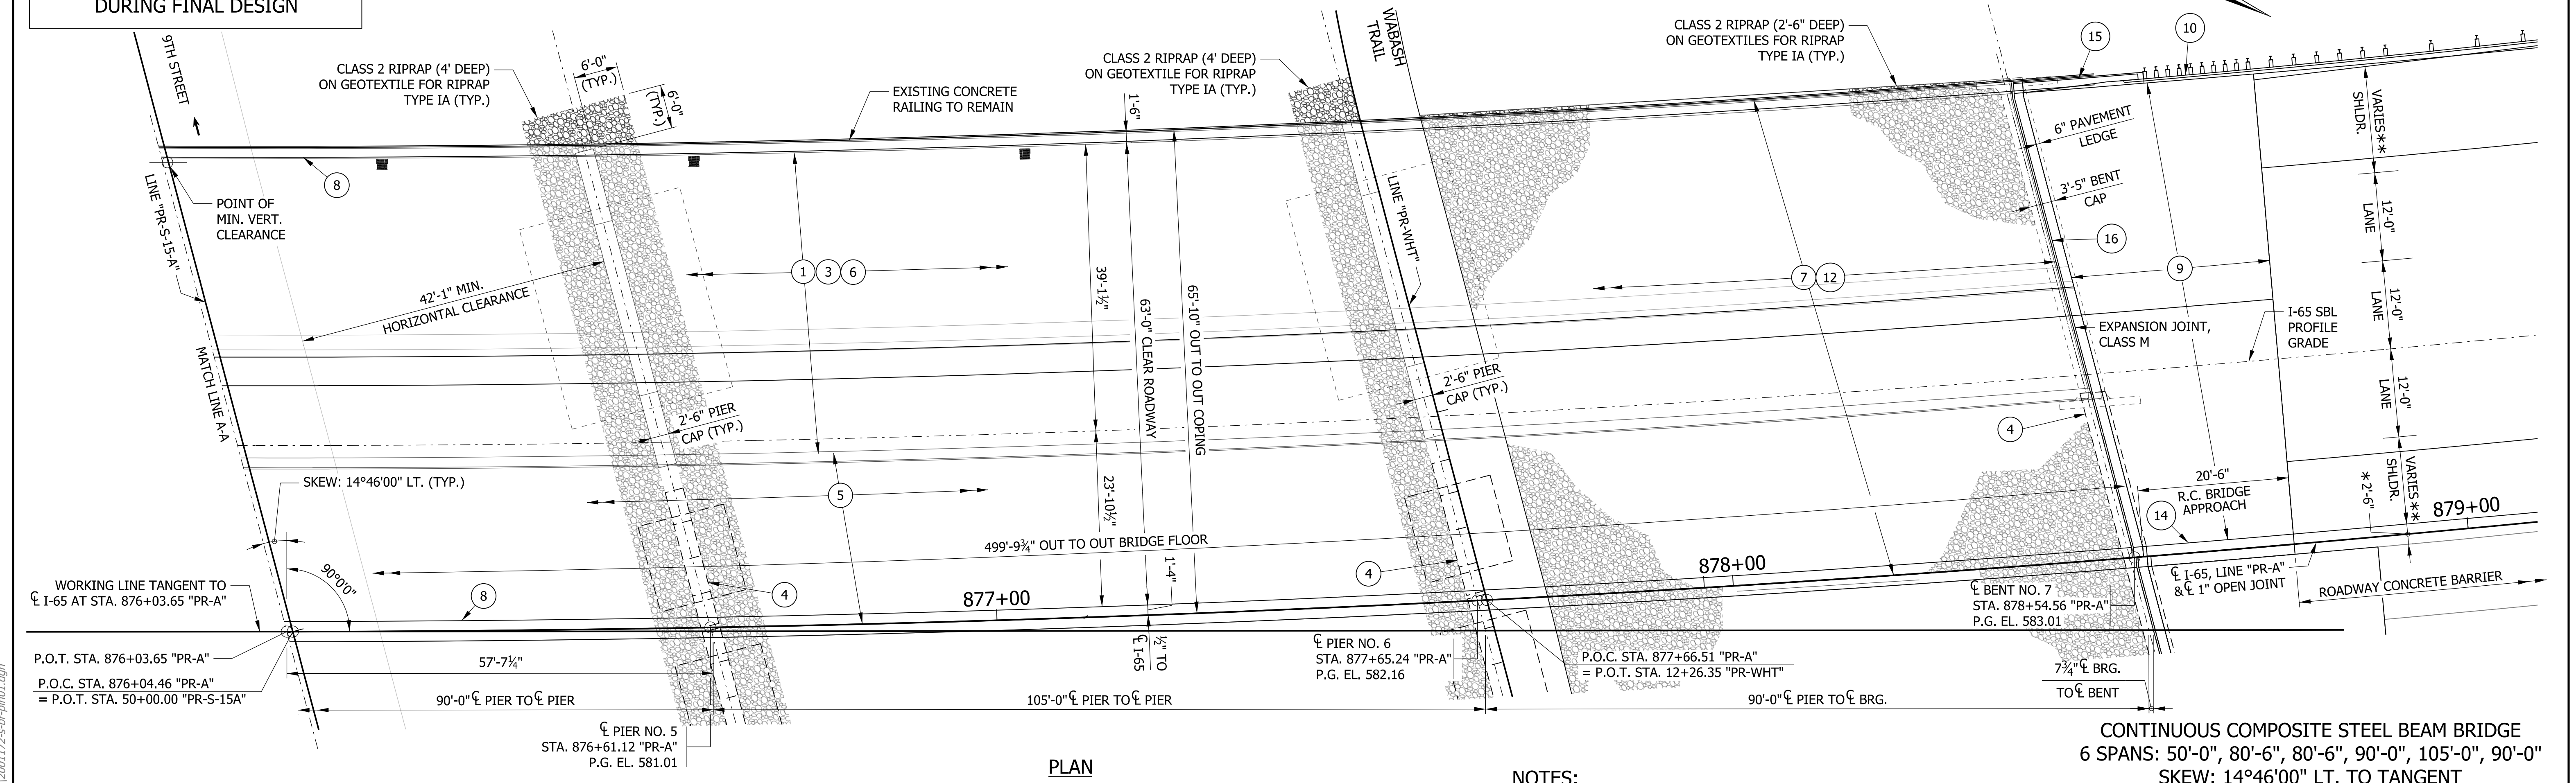 DURING FINAL DESIGN
9TH STREET
CLASS 2 RIPRAP (4' DEEP)
ON GEOTEXTILE FOR RIPRAP
TYPE IA (TYP.)
6'-0"
(TYP.)
6'-0"
(TYP.)
EXISTING CONCRETE
RAILING TO REMAIN
CLASS 2 RIPRAP (4' DEEP)
ON GEOTEXTILE FOR RIPRAP
TYPE IA (TYP.)
1'-6"
WABASH
TRAIL
CLASS 2 RIPRAP (2'-6" DEEP)
ON GEOTEXTILES FOR RIPRAP
TYPE IA (TYP.)
15
10
VARIES**
SHLDR.
6" PAVEMENT
LEDGE
3'-5" BENT
CAP
12'-0"
LANE
16
9
8
LINE "PR-S-15-A"
POINT OF
MIN. VERT.
CLEARANCE
42'-1" MIN.
HORIZONTAL CLEARANCE
1
3
6
39'-1½"
63'-0" CLEAR ROADWAY
65'-10" OUT TO OUT COPING
LINE "PR-WHT"
7
12
EXPANSION JOINT,
CLASS M
12'-0"
LANE
I-65 SBL
PROFILE
GRADE
MATCH LINE A-A
2'-6" PIER
CAP (TYP.)
2'-6" PIER
CAP (TYP.)
12'-0"
LANE
4
SKEW: 14°46'00" LT. (TYP.)
5
23'-10½"
VARIES**
SHLDR.
*2'-6"
20'-6"
R.C. BRIDGE
APPROACH
14
879+00
499'-9¾" OUT TO OUT BRIDGE FLOOR
90°0'0"
WORKING LINE TANGENT TO
℄ I-65 AT STA. 876+03.65 "PR-A"
8
4
877+00
1'-4"
½" TO
℄ I-65
4
878+00
℄ BENT NO. 7
STA. 878+54.56 "PR-A"
P.G. EL. 583.01
℄ I-65, LINE "PR-A"
& ℄ 1" OPEN JOINT
ROADWAY CONCRETE BARRIER
P.O.T. STA. 876+03.65 "PR-A"
P.O.C. STA. 876+04.46 "PR-A"
= P.O.T. STA. 50+00.00 "PR-S-15A"
57'-7¼"
℄ PIER NO. 6
STA. 877+65.24 "PR-A"
P.G. EL. 582.16
P.O.C. STA. 877+66.51 "PR-A"
= P.O.T. STA. 12+26.35 "PR-WHT"
7¾" ℄ BRG.
TO ℄ BENT
90'-0" ℄ PIER TO ℄ PIER
105'-0" ℄ PIER TO ℄ PIER
90'-0" ℄ PIER TO ℄ BRG.
℄ PIER NO. 5
STA. 876+61.12 "PR-A"
P.G. EL. 581.01
CONTINUOUS COMPOSITE STEEL BEAM BRIDGE
6 SPANS: 50'-0", 80'-6", 80'-6", 90'-0", 105'-0", 90'-0"
SKEW: 14°46'00" LT. TO TANGENT
PLAN
NOTES: